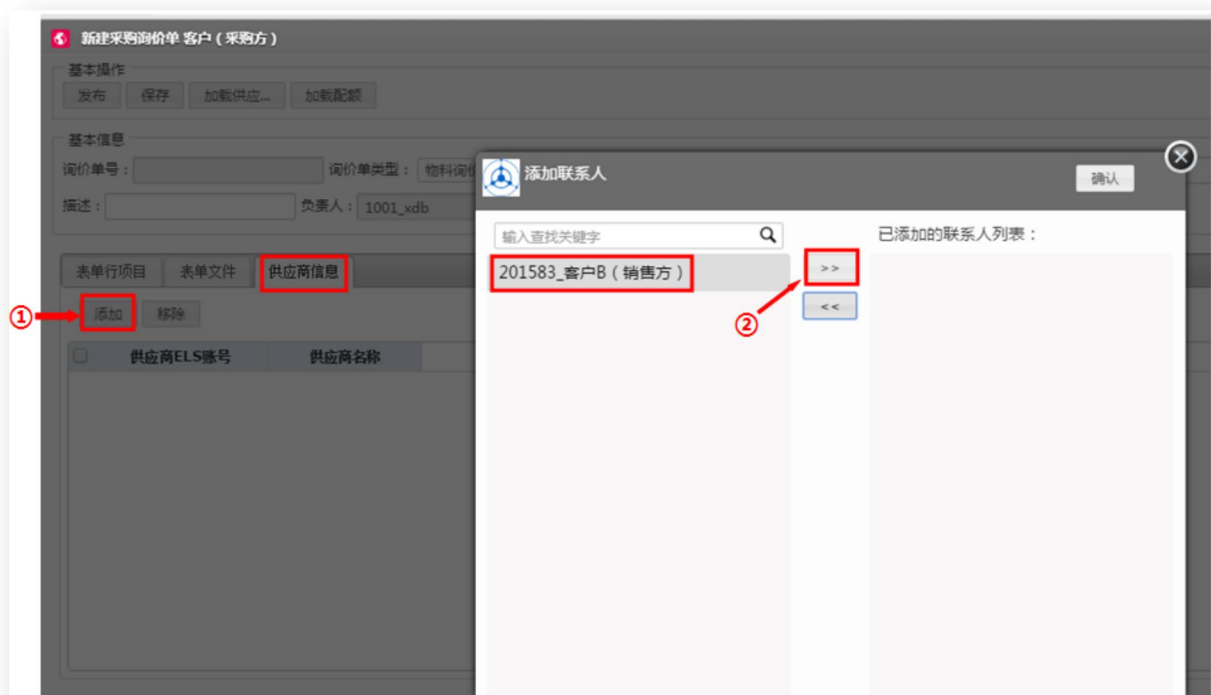 新建采购询价单 客户（采购方）
基本操作
发布 保存 加载供应... 加载配额
基本信息
询价单号： 询价单类型： 物料询价
描述： 负责人： 1001_xdb
添加联系人 确认
输入查找关键字 已添加的联系人列表：
201583_客户B（销售方） >>
<<
②
表单行项目 表单文件 供应商信息
① 添加 移除
供应商ELS账号 供应商名称